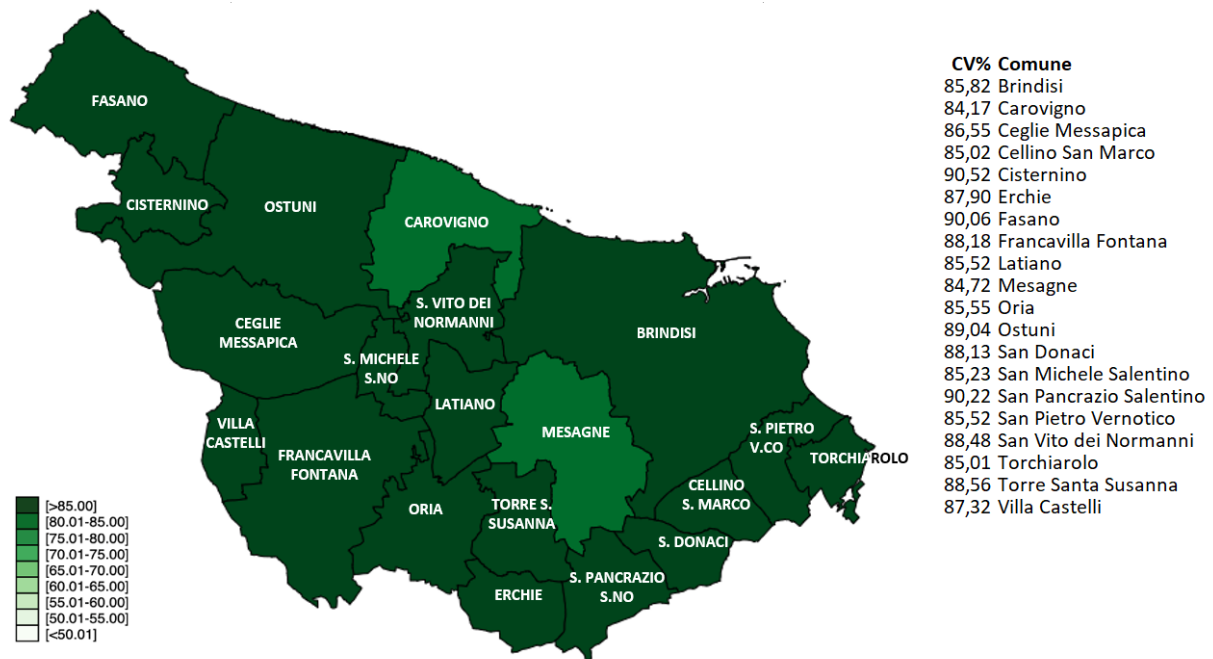 FASANO
CISTERNINO
OSTUNI
CAROVIGNO
S. VITO DEI
NORMANNI
BRINDISI
CEGLIE
MESSAPICA
S. MICHELE
S.NO
LATIANO
VILLA
CASTELLI
FRANCAVILLA
FONTANA
MESAGNE
S. PIETRO
V.CO
TORCHIAROLO
CELLINO
S. MARCO
ORIA
TORRE S.
SUSANNA
S. DONACI
S. PANCRAZIO
S.NO
ERCHIE
[>85.00]
[80.01-85.00]
[75.01-80.00]
[70.01-75.00]
[65.01-70.00]
[60.01-65.00]
[55.01-60.00]
[50.01-55.00]
[<50.01]
CV% Comune
85,82 Brindisi
84,17 Carovigno
86,55 Ceglie Messapica
85,02 Cellino San Marco
90,52 Cisternino
87,90 Erchie
90,06 Fasano
88,18 Francavilla Fontana
85,52 Latiano
84,72 Mesagne
85,55 Oria
89,04 Ostuni
88,13 San Donaci
85,23 San Michele Salentino
90,22 San Pancrazio Salentino
85,52 San Pietro Vernotico
88,48 San Vito dei Normanni
85,01 Torchiarolo
88,56 Torre Santa Susanna
87,32 Villa Castelli